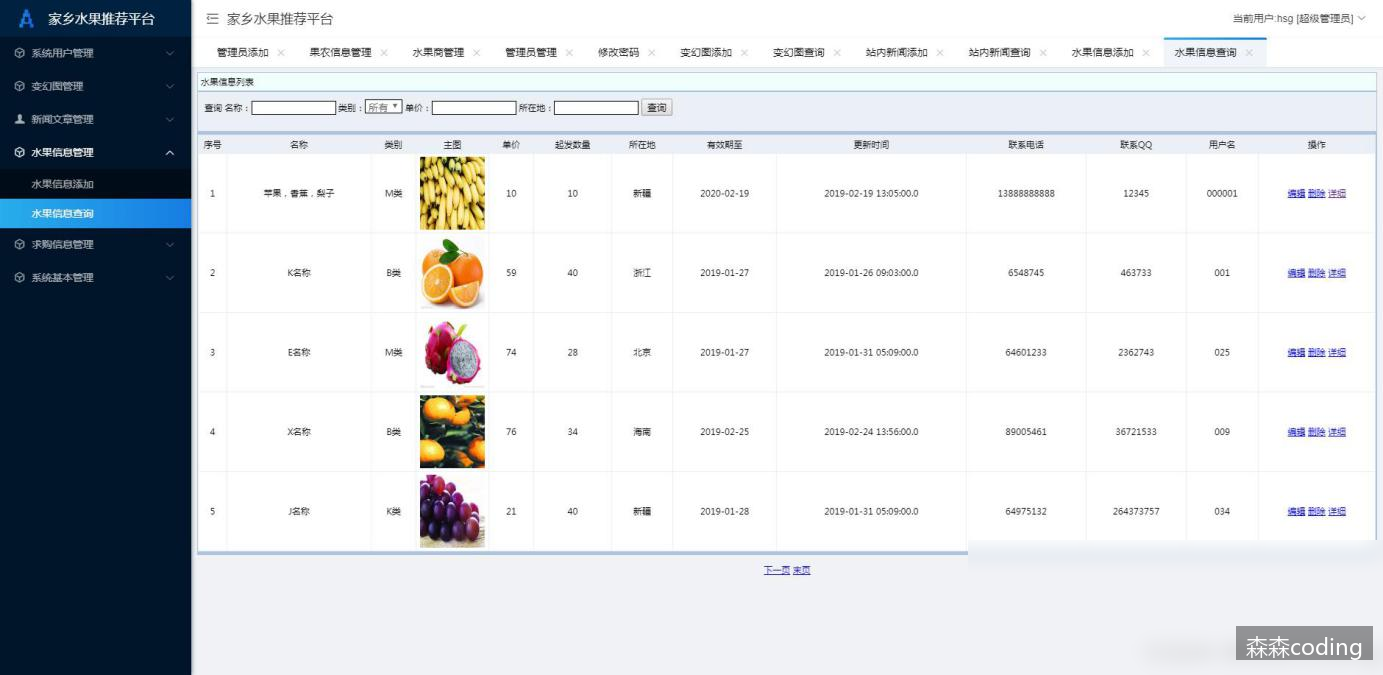 家乡水果推荐平台
家乡水果推荐平台
当前用户:hsg [超级管理员]
系统用户管理
变幻图管理
新闻文章管理
水果信息管理
水果信息添加
水果信息查询
求购信息管理
系统基本管理
管理员添加 果农信息管理 水果商管理 管理员管理 修改密码 变幻图添加 变幻图查询 站内新闻添加 站内新闻查询 水果信息添加 水果信息查询
水果信息列表
查询 名称: 类别: 所有 单价: 所在地: 查询
序号 名称 类别 主图 单价 起发数量 所在地 有效期至 更新时间 联系电话 联系QQ 用户名 操作
1 苹果，香蕉，梨子 M类 10 10 新疆 2020-02-19 2019-02-19 13:05:00.0 13888888888 12345 000001 编辑 删除 详细
2 K名称 B类 59 40 浙江 2019-01-27 2019-01-26 09:03:00.0 6548745 463733 001 编辑 删除 详细
3 E名称 M类 74 28 北京 2019-01-27 2019-01-31 05:09:00.0 64601233 2362743 025 编辑 删除 详细
4 X名称 B类 76 34 海南 2019-02-25 2019-02-24 13:56:00.0 89005461 36721533 009 编辑 删除 详细
5 J名称 K类 21 40 新疆 2019-01-28 2019-01-31 05:09:00.0 64975132 264373757 034 编辑 删除 详细
下一页 末页
森森coding